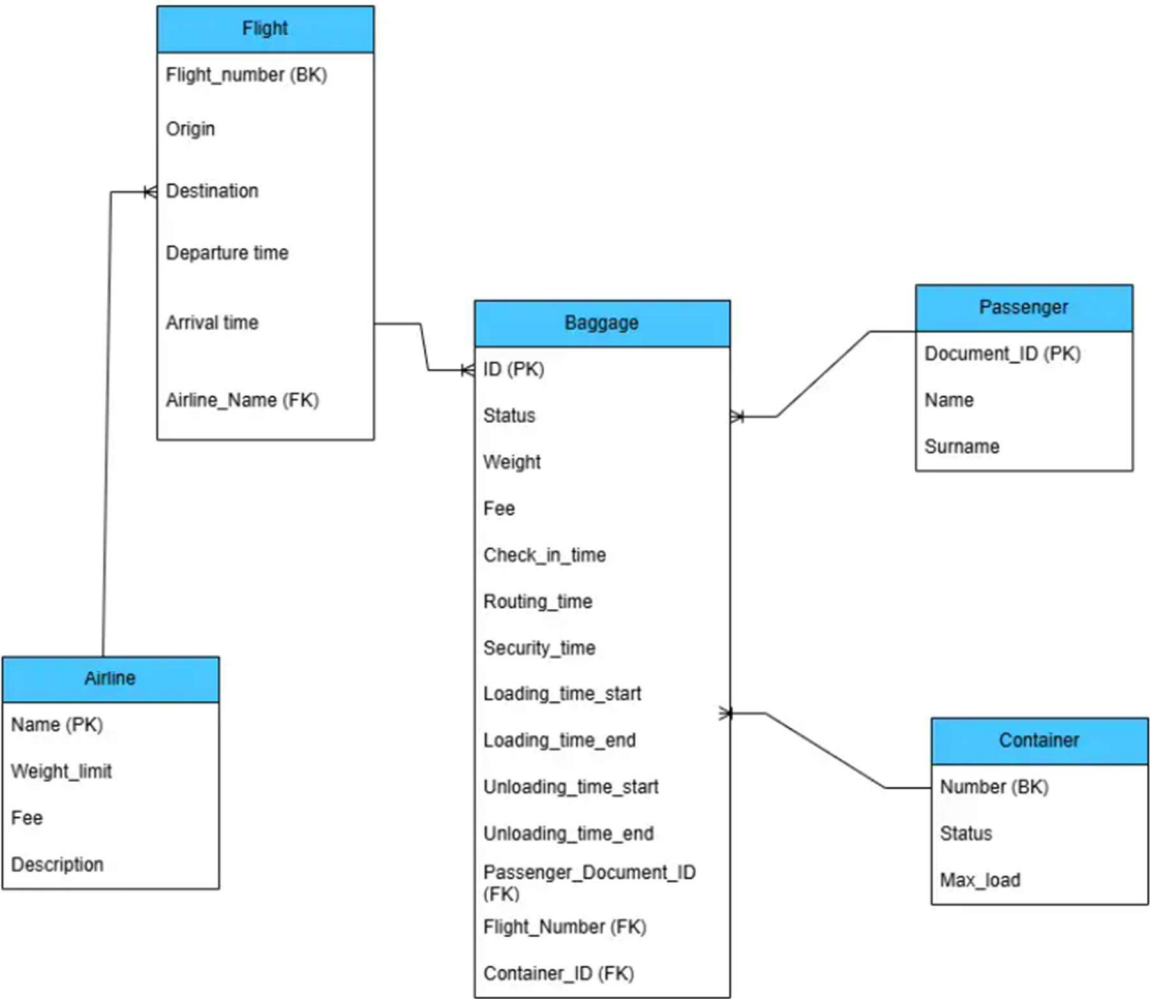 Flight
Flight_number (BK)
Origin
Destination
Departure time
Arrival time
Airline_Name (FK)
Baggage
ID (PK)
Status
Weight
Fee
Check_in_time
Routing_time
Security_time
Loading_time_start
Loading_time_end
Unloading_time_start
Unloading_time_end
Passenger_Document_ID
(FK)
Flight_Number (FK)
Container_ID (FK)
Passenger
Document_ID (PK)
Name
Surname
Airline
Name (PK)
Weight_limit
Fee
Description
Container
Number (BK)
Status
Max_load